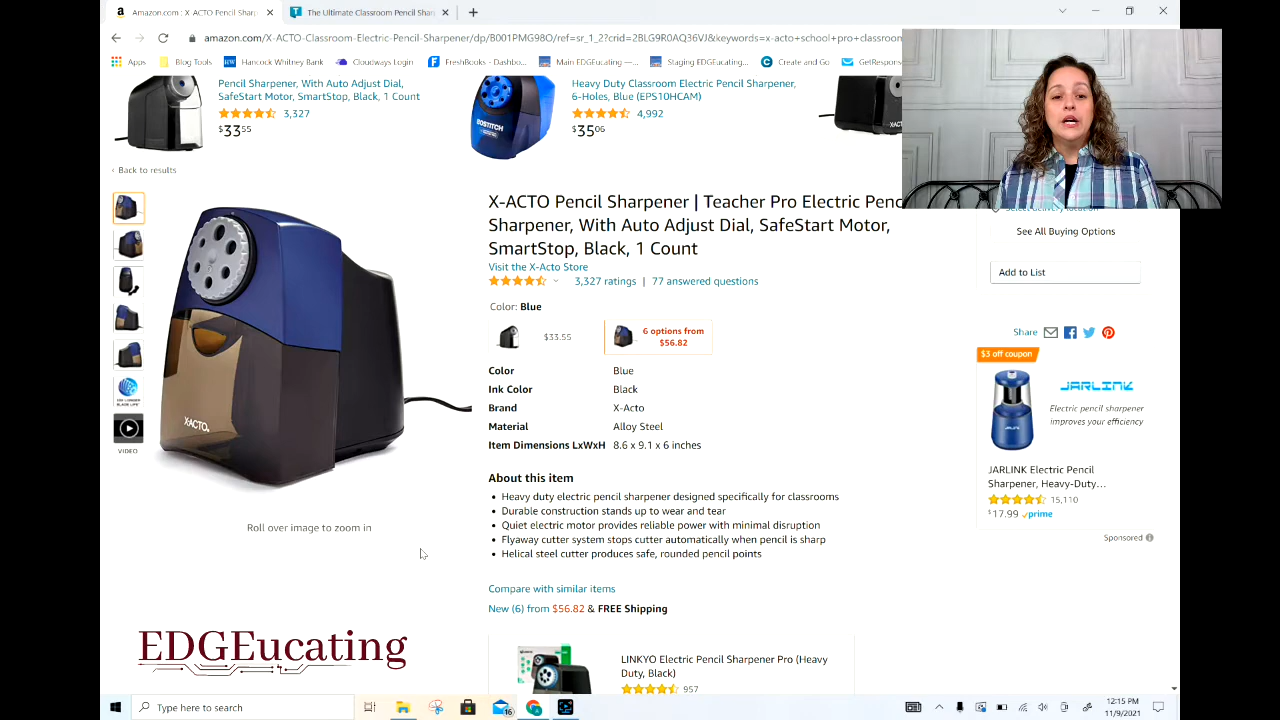 Amazon.com : X-ACTO Pencil Sharp
The Ultimate Classroom Pencil Shar
amazon.com/X-ACTO-Classroom-Electric-Pencil-Sharpener/dp/B001PMG98O/ref=sr_1_2?crid=2BLG9R0AQ36VJ&keywords=x-acto+school+pro+classroom
Apps
Blog Tools
Hancock Whitney Bank
Cloudways Login
FreshBooks - Dashbo...
Main EDGEucating —...
Staging EDGEucating...
Create and Go
GetRespons
Pencil Sharpener, With Auto Adjust Dial,
SafeStart Motor, SmartStop, Black, 1 Count
3,327
$33.55
Heavy Duty Classroom Electric Pencil Sharpener,
6-Holes, Blue (EPS10HCAM)
4,992
$35.06
BOSTITCH
‹ Back to results
X-ACTO Pencil Sharpener | Teacher Pro Electric Penc
Sharpener, With Auto Adjust Dial, SafeStart Motor,
SmartStop, Black, 1 Count
Visit the X-Acto Store
3,327 ratings | 77 answered questions
Color: Blue
$33.55
6 options from
$56.82
Color Blue
Ink Color Black
Brand X-Acto
Material Alloy Steel
Item Dimensions LxWxH 8.6 x 9.1 x 6 inches
About this item
• Heavy duty electric pencil sharpener designed specifically for classrooms
• Durable construction stands up to wear and tear
• Quiet electric motor provides reliable power with minimal disruption
• Flyaway cutter system stops cutter automatically when pencil is sharp
• Helical steel cutter produces safe, rounded pencil points
Compare with similar items
New (6) from $56.82 & FREE Shipping
LINKYO Electric Pencil Sharpener Pro (Heavy
Duty, Black)
957
X-ACTO
VIDEO
Roll over image to zoom in
Select delivery location
See All Buying Options
Add to List
Share
$3 off coupon
JARLINK
Electric pencil sharpener
improves your efficiency
JARLINK Electric Pencil
Sharpener, Heavy-Duty...
15,110
$17.99 prime
Sponsored
EDGEucating
Type here to search
16
12:15 PM
11/9/2021